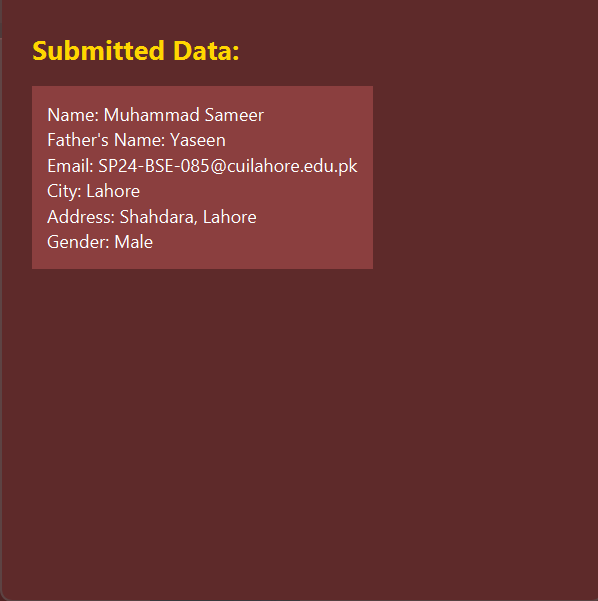 Submitted Data:
Name: Muhammad Sameer
Father's Name: Yaseen
Email: SP24-BSE-085@cuilahore.edu.pk
City: Lahore
Address: Shahdara, Lahore
Gender: Male